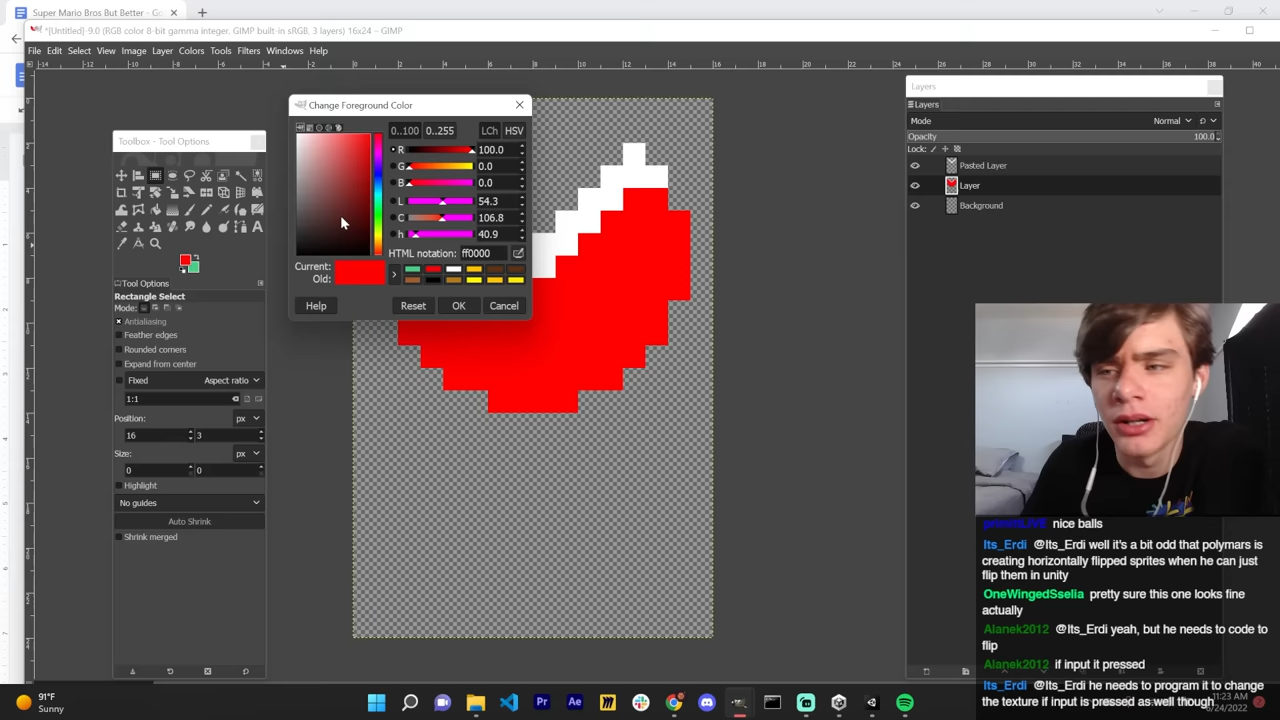 Super Mario Bros But Better - Go
*[Untitled]-9.0 (RGB color 8-bit gamma integer, GIMP built-in sRGB, 3 layers) 16x24 – GIMP
File Edit Select View Image Layer Colors Tools Filters Windows Help
Change Foreground Color
0..100 0..255 LCh HSV
R 100.0
G 0.0
B 0.0
L 54.3
C 106.8
h 40.9
HTML notation: ff0000
Current:
Old:
Help Reset OK Cancel
Toolbox - Tool Options
Tool Options
Rectangle Select
Mode:
Antialiasing
Feather edges
Rounded corners
Expand from center
Fixed Aspect ratio
1:1
Position: px
16 3
Size: px
0 0
Highlight
No guides
Auto Shrink
Shrink merged
Layers
Layers
Mode Normal
Opacity 100.0
Lock:
Pasted Layer
Layer
Background
nice balls
Its_Erdi @Its_Erdi well it's a bit odd that polymars is
creating horizontally flipped sprites when he can just
flip them in unity
OneWingedSselia pretty sure this one looks fine
actually
Alanek2012 @Its_Erdi yeah, but he needs to code to
flip
Alanek2012 if input it pressed
Its_Erdi @Its_Erdi he needs to program it to change
the texture if input is pressed as well though
91°F
Sunny
11:23 AM
6/24/2022